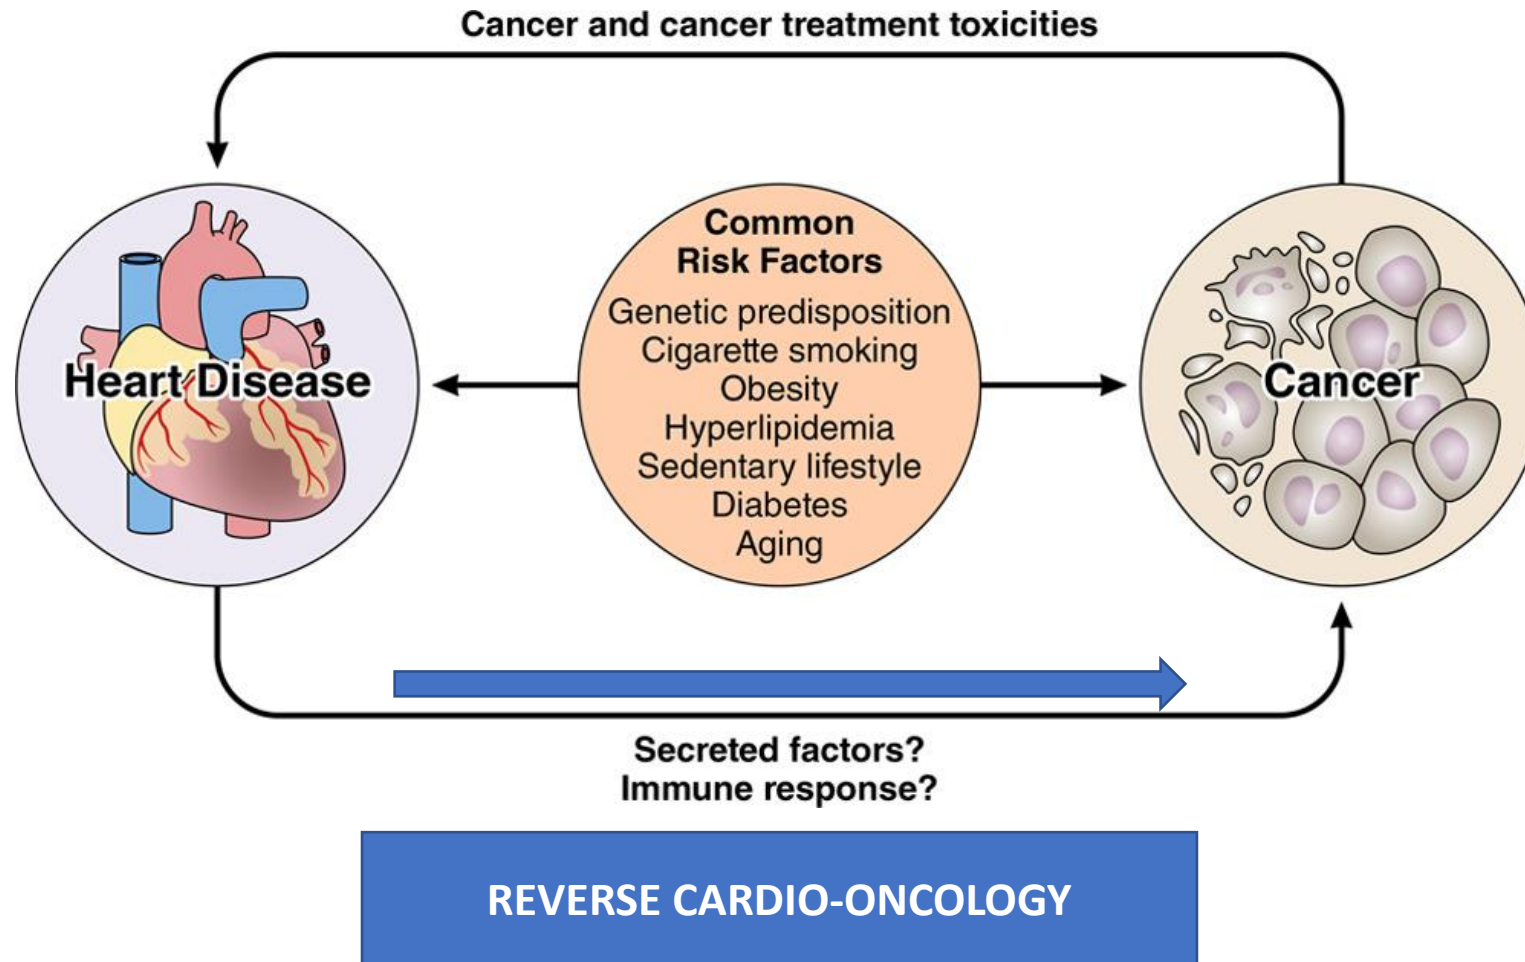 Cancer and cancer treatment toxicities
Common
Risk Factors
Genetic predisposition
Cigarette smoking
Obesity
Hyperlipidemia
Sedentary lifestyle
Diabetes
Aging
Heart Disease
Cancer
Secreted factors?
Immune response?
REVERSE CARDIO-ONCOLOGY